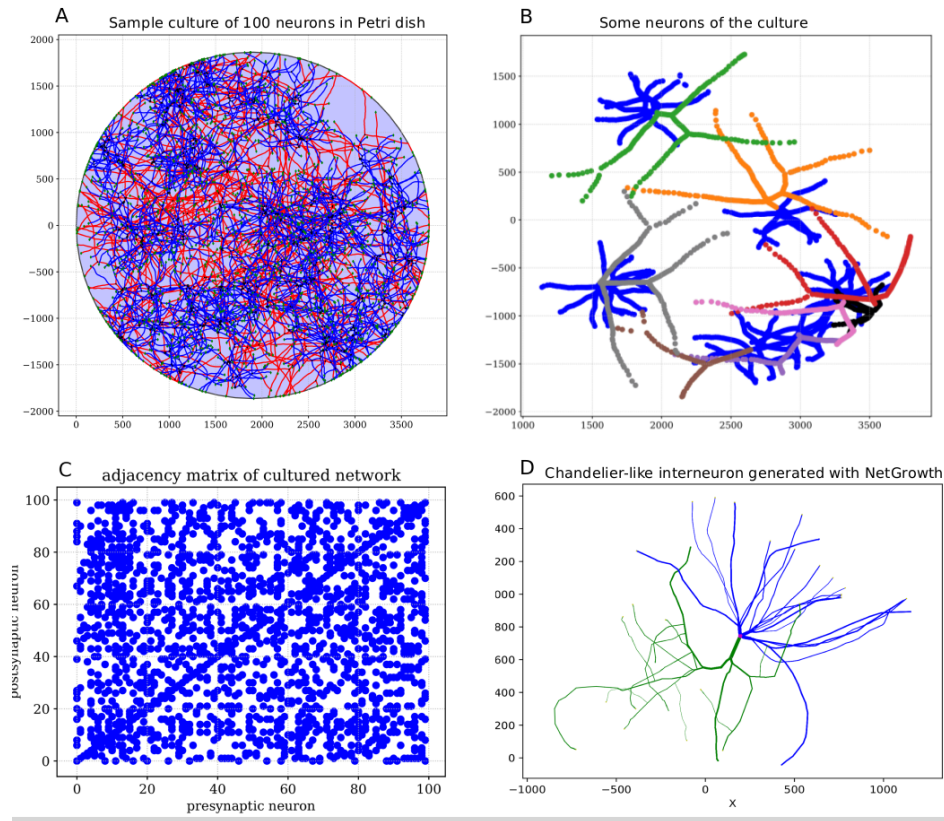 A
Sample culture of 100 neurons in Petri dish
2000
1500
1000
500
0
−500
−1000
−1500
−2000
0 500 1000 1500 2000 2500 3000 3500
B
Some neurons of the culture
1500
1000
500
0
−500
−1000
−1500
−2000
1000 1500 2000 2500 3000 3500
C
adjacency matrix of cultured network
postsynaptic neuron
100
80
60
40
20
0
0 20 40 60 80 100
presynaptic neuron
D
Chandelier-like interneuron generated with NetGrowth
600
400
200
000
800
600
400
200
0
−1000 −500 0 500 1000
x